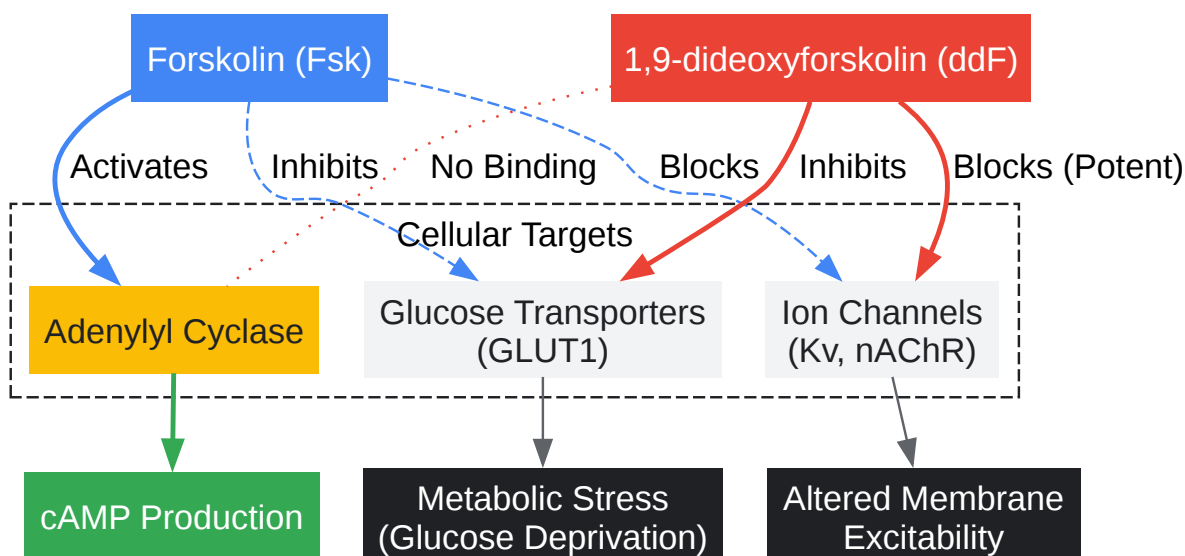 Forskolin (Fsk)
1,9-dideoxyforskolin (ddF)
Activates
Inhibits
No Binding
Blocks
Inhibits
Blocks (Potent)
Cellular Targets
Adenylyl Cyclase
Glucose Transporters
(GLUT1)
Ion Channels
(Kv, nAChR)
cAMP Production
Metabolic Stress
(Glucose Deprivation)
Altered Membrane
Excitability